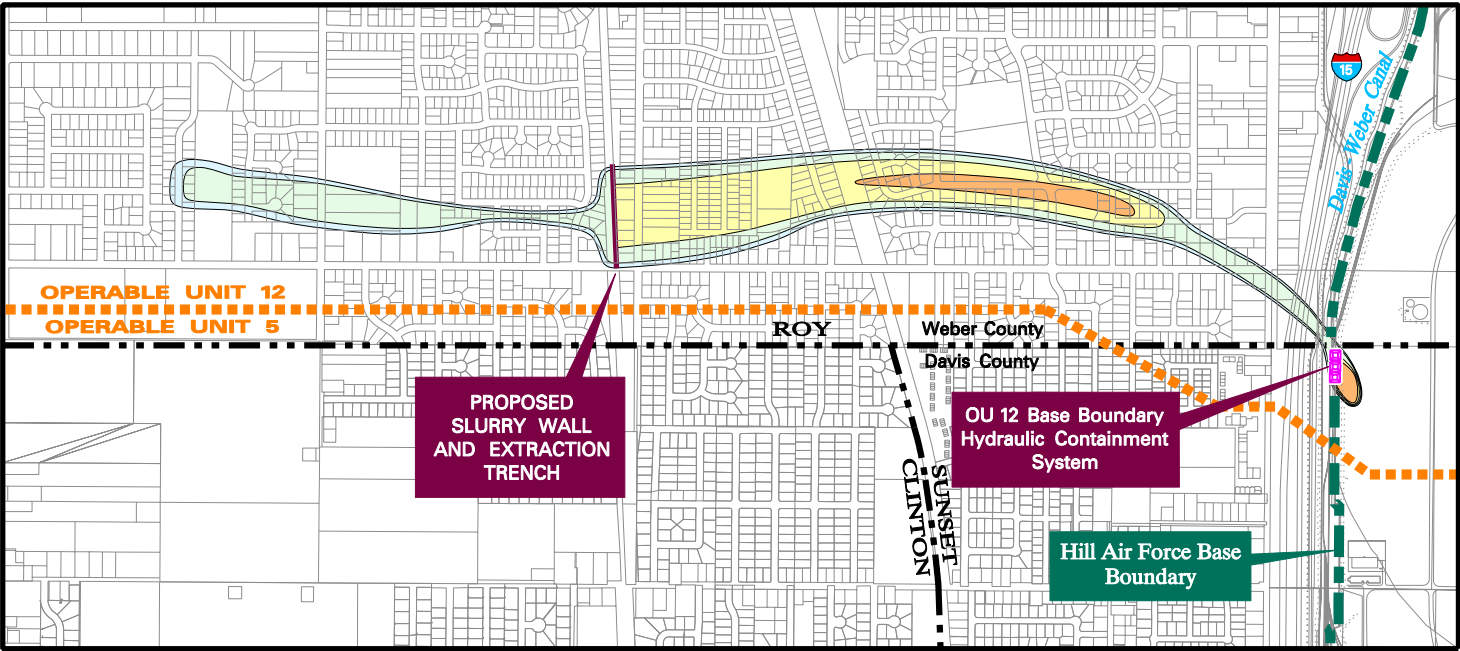 15
Davis - Weber Canal
OPERABLE UNIT 12
OPERABLE UNIT 5
ROY
Weber County
Davis County
PROPOSED
SLURRY WALL
AND EXTRACTION
TRENCH
OU 12 Base Boundary
Hydraulic Containment
System
SUNSET
CLINTON
Hill Air Force Base
Boundary